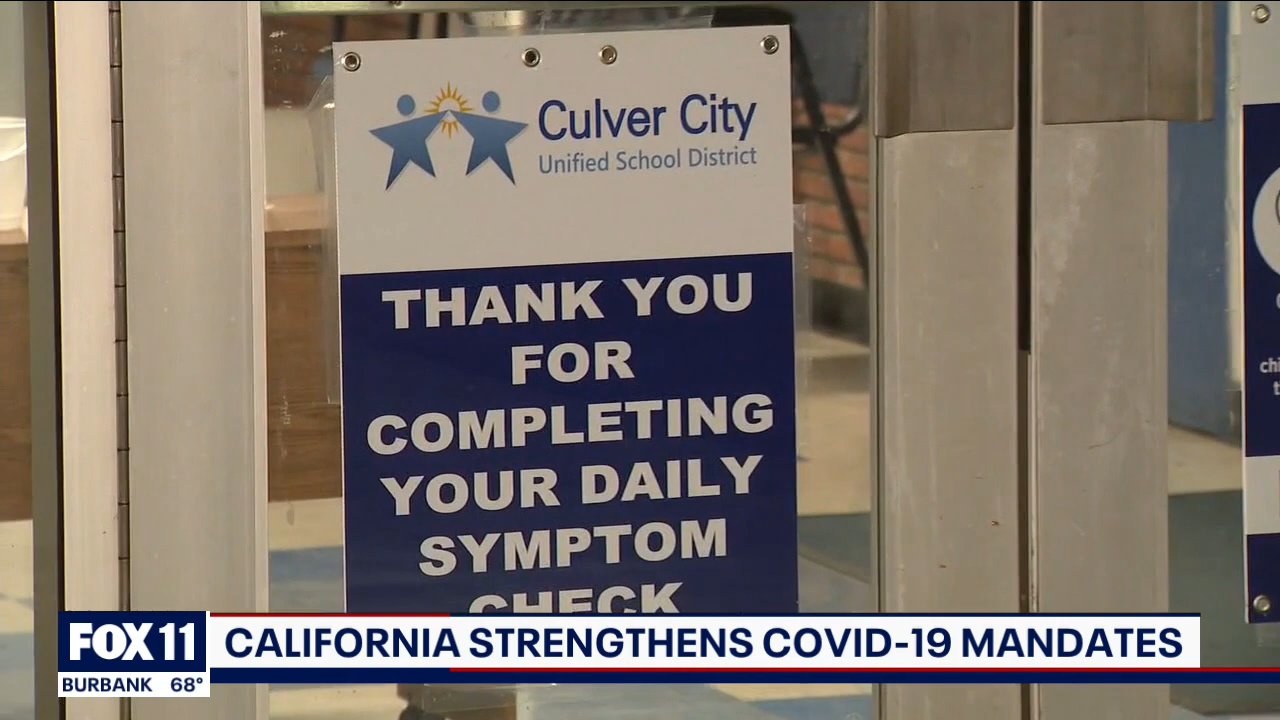 Culver City
Unified School District
THANK YOU
FOR
COMPLETING
YOUR DAILY
SYMPTOM
CHECK
FOX 11
CALIFORNIA STRENGTHENS COVID-19 MANDATES
BURBANK 68°